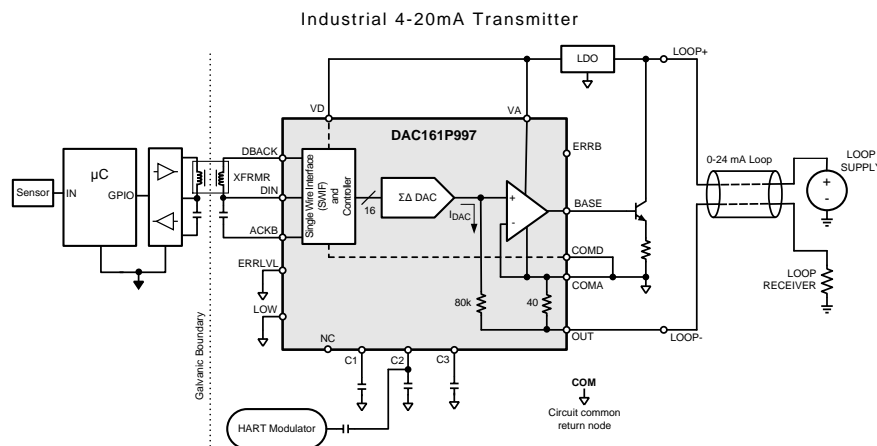 Industrial 4-20mA Transmitter
LDO
LOOP+
VD
VA
DAC161P997
ERRB
DBACK
XFRMR
DIN
ACKB
µC
GPIO
IN
Sensor
Single Wire Interface
(SWIF)
and
Controller
16
ΣΔ DAC
IDAC
+
-
BASE
0-24 mA Loop
LOOP
SUPPLY
+
-
ERRLVL
LOW
COMD
COMA
80k
40
OUT
LOOP-
LOOP
RECEIVER
NC
C1
C2
C3
Galvanic Boundary
HART Modulator
COM
Circuit common
return node